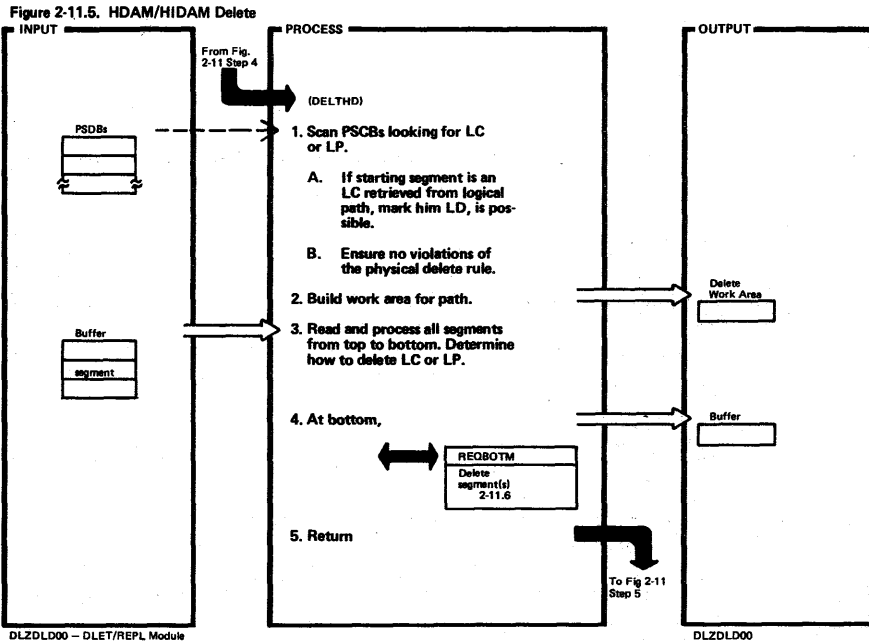 Figure 2-11.5. HDAM/HIDAM Delete
INPUT
PROCESS
OUTPUT
From Fig.
2-11 Step 4
(DELTHD)
PSDBs
1. Scan PSCBs looking for LC
or LP.
A. If starting segment is an
LC retrieved from logical
path, mark him LD, is pos-
sible.
B. Ensure no violations of
the physical delete rule.
2. Build work area for path.
Delete
Work Area
Buffer
segment
3. Read and process all segments
from top to bottom. Determine
how to delete LC or LP.
4. At bottom,
Buffer
REQBOTM
Delete
segment(s)
2-11.6
5. Return
To Fig 2-11
Step 5
DLZDLD00 – DLET/REPL Module
DLZDLD00